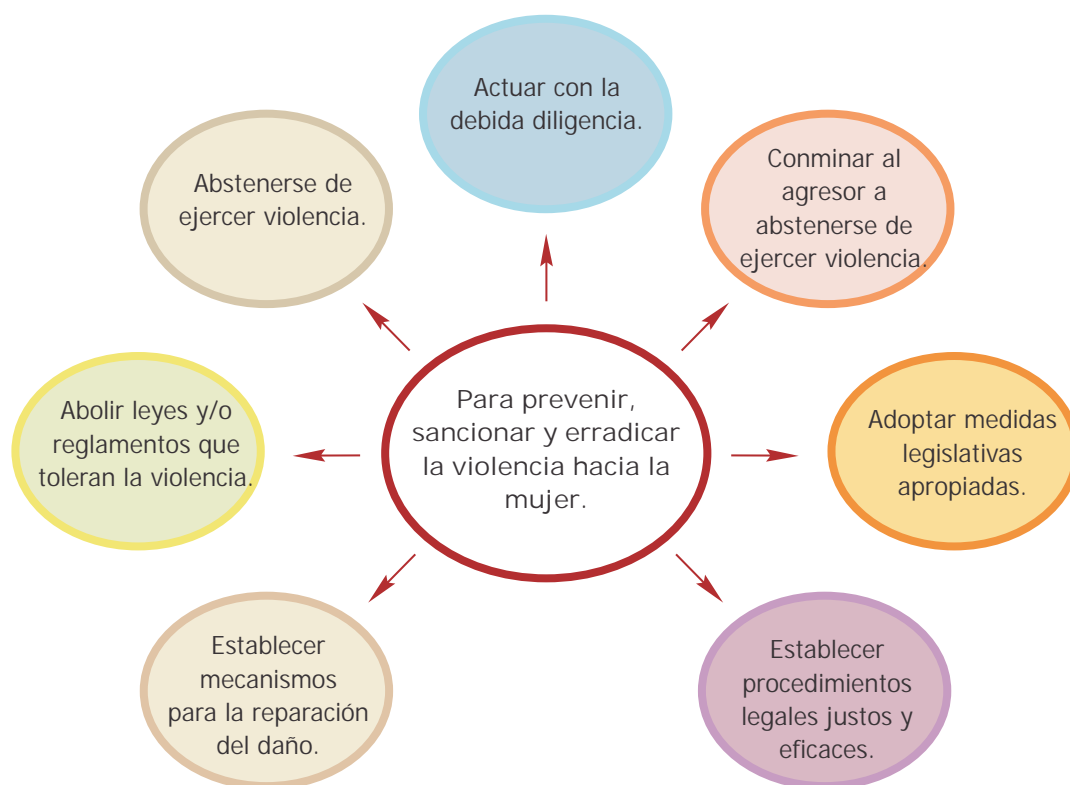 Actuar con la
debida diligencia.
Conminar al
agresor a
abstenerse de
ejercer violencia.
Adoptar medidas
legislativas
apropiadas.
Establecer
procedimientos
legales justos y
eficaces.
Establecer
mecanismos
para la reparación
del daño.
Abolir leyes y/o
reglamentos que
toleran la violencia.
Abstenerse de
ejercer violencia.
Para prevenir,
sancionar y erradicar
la violencia hacia la
mujer.